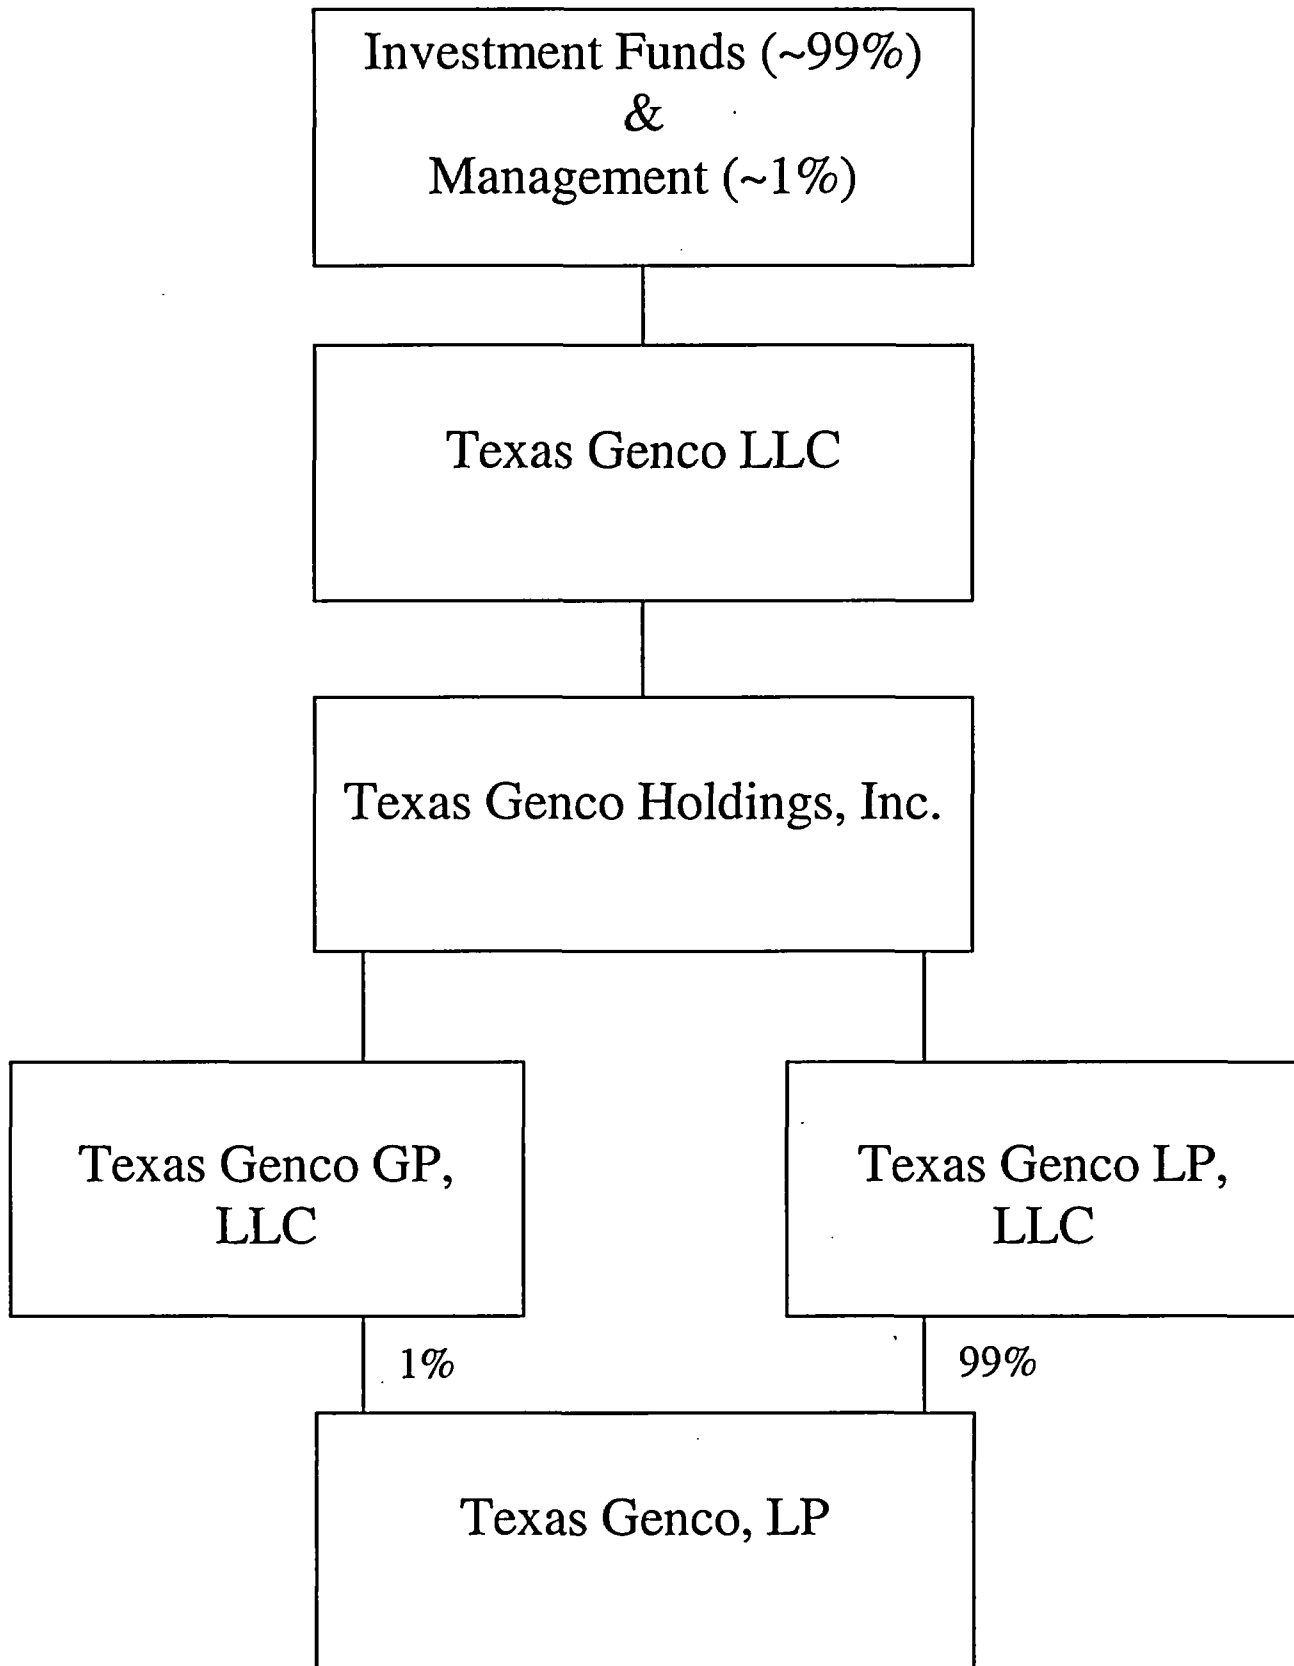 Investment Funds (~99%)
&
Management (~1%)
Texas Genco LLC
Texas Genco Holdings, Inc.
Texas Genco GP,
LLC
Texas Genco LP,
LLC
1%
99%
Texas Genco, LP